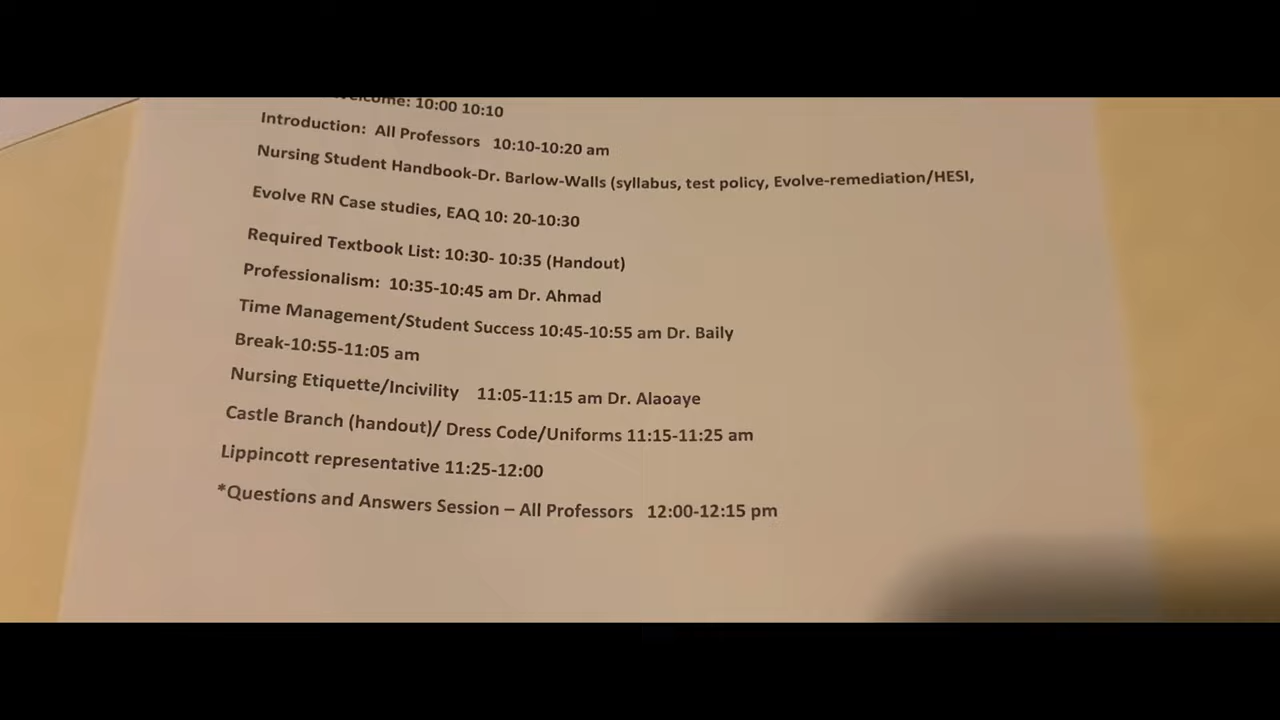 Welcome: 10:00 10:10
Introduction: All Professors 10:10-10:20 am
Nursing Student Handbook-Dr. Barlow-Walls (syllabus, test policy, Evolve-remediation/HESI,
Evolve RN Case studies, EAQ 10: 20-10:30
Required Textbook List: 10:30- 10:35 (Handout)
Professionalism: 10:35-10:45 am Dr. Ahmad
Time Management/Student Success 10:45-10:55 am Dr. Baily
Break-10:55-11:05 am
Nursing Etiquette/Incivility 11:05-11:15 am Dr. Alaoaye
Castle Branch (handout)/ Dress Code/Uniforms 11:15-11:25 am
Lippincott representative 11:25-12:00
*Questions and Answers Session – All Professors 12:00-12:15 pm